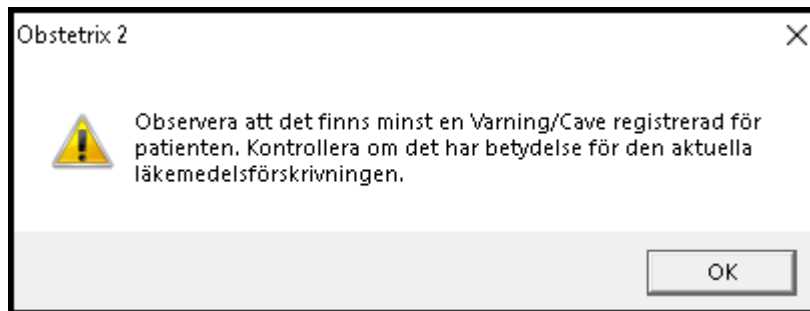 Obstetrix 2
Observera att det finns minst en Varning/Cave registrerad för
patienten. Kontrollera om det har betydelse för den aktuella
läkemedelsförskrivningen.
OK